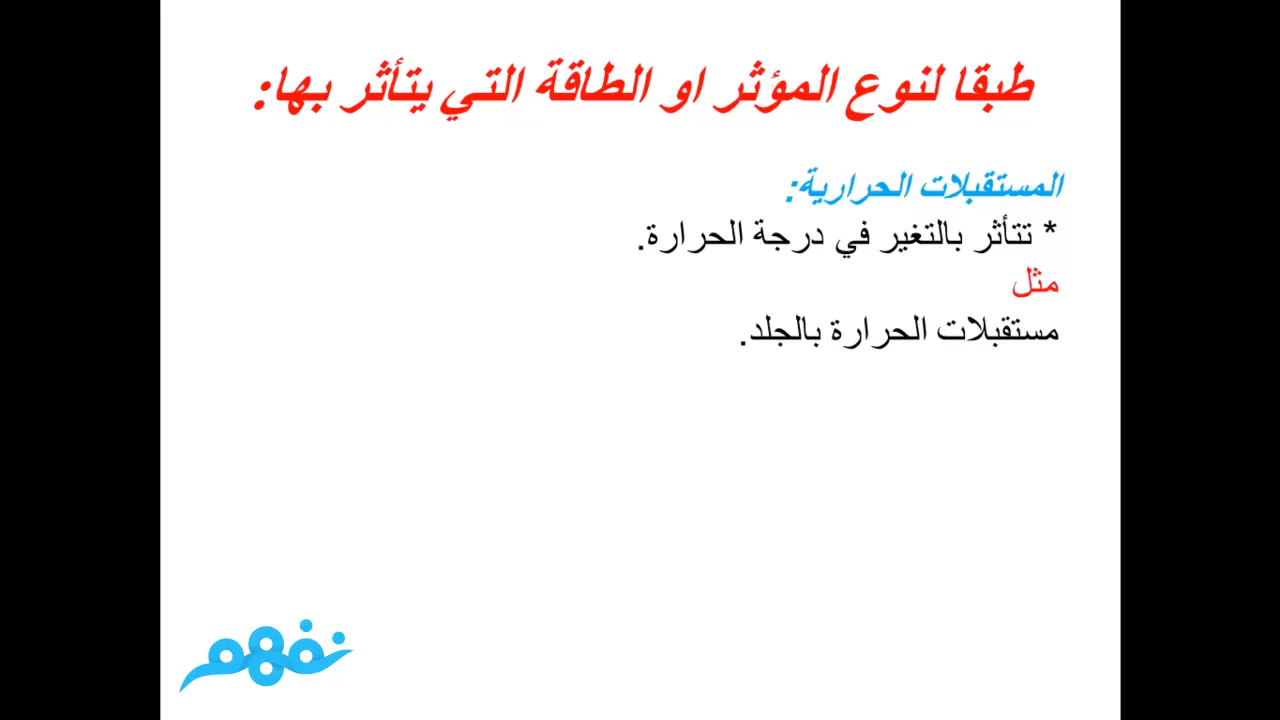 طبقا لنوع المؤثر او الطاقة التي يتأثر بها:
المستقبلات الحرارية:
* تتأثر بالتغير في درجة الحرارة.
مثل
مستقبلات الحرارة بالجلد.
نفهم